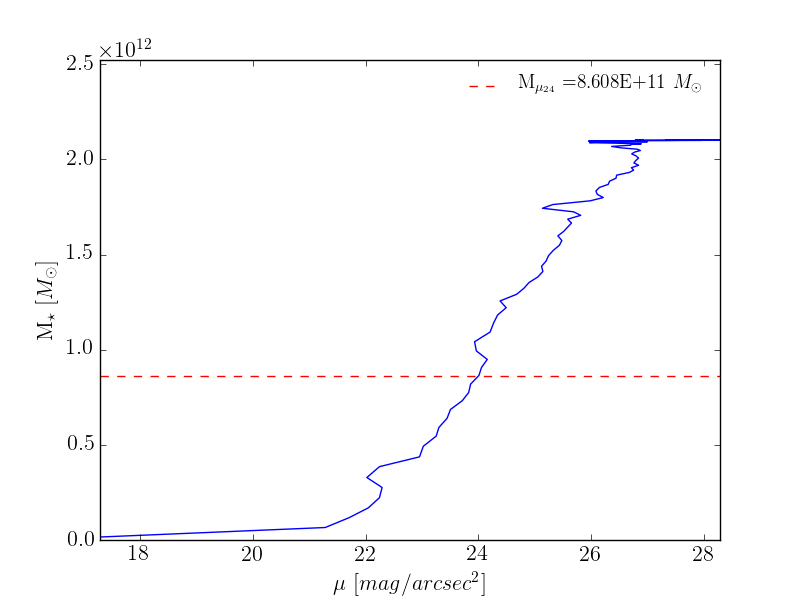 ×10¹²
2.5
M_μ₂₄ =8.608E+11 M_⊙
2.0
1.5
1.0
0.5
0.0
M⋆ [M_⊙]
18 20 22 24 26 28
μ [mag/arcsec²]